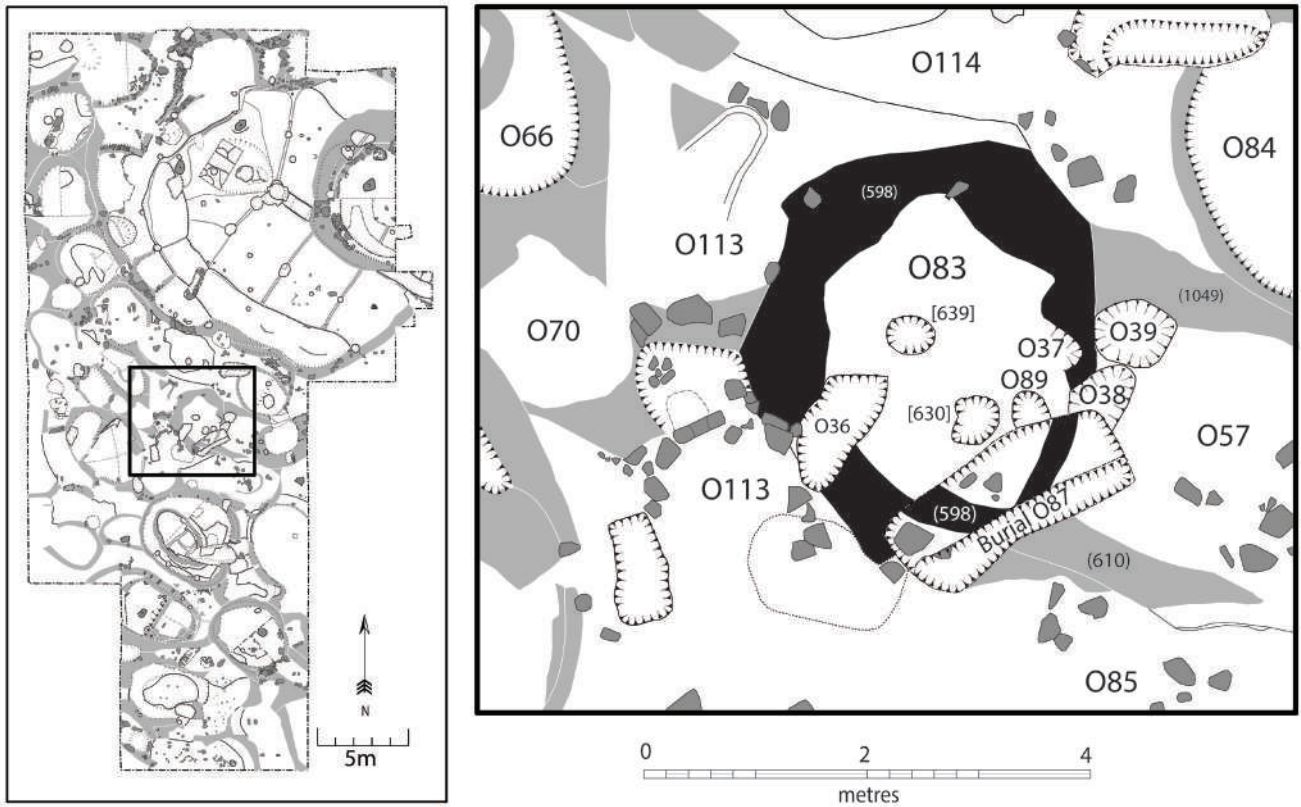 N
5m
O114
O66
O84
(598)
O113
O83
(1049)
[639]
O70
O37
O39
O89
O38
[630]
O36
O57
O113
(598)
Burial O87
(610)
O85
0 2 4
metres